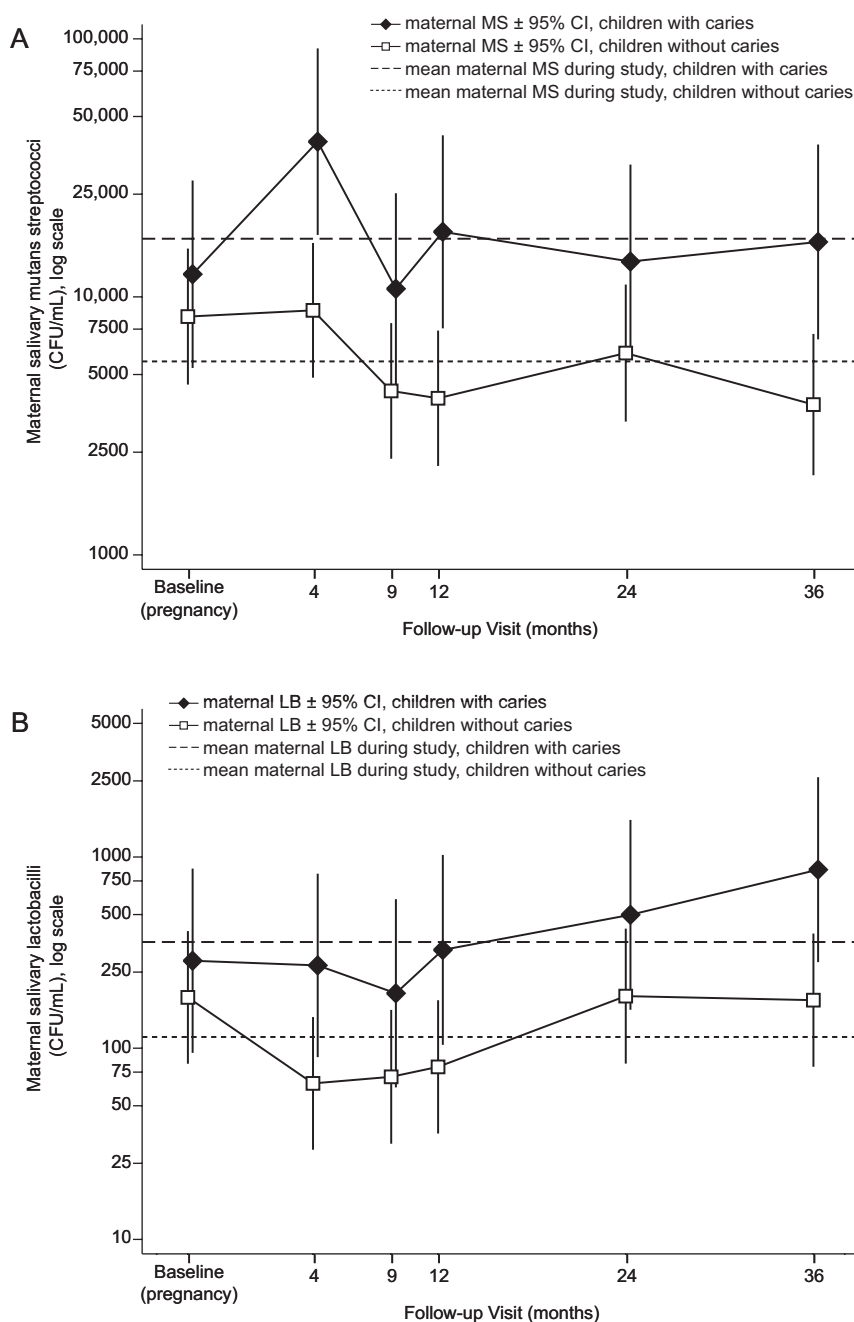 A
maternal MS ± 95% CI, children with caries
maternal MS ± 95% CI, children without caries
mean maternal MS during study, children with caries
mean maternal MS during study, children without caries
Maternal salivary mutans streptococci
(CFU/mL), log scale
100,000
75,000
50,000
25,000
10,000
7500
5000
2500
1000
Baseline
(pregnancy)
4
9
12
24
36
Follow-up Visit (months)
B
maternal LB ± 95% CI, children with caries
maternal LB ± 95% CI, children without caries
mean maternal LB during study, children with caries
mean maternal LB during study, children without caries
Maternal salivary lactobacilli
(CFU/mL), log scale
5000
2500
1000
750
500
250
100
75
50
25
10
Baseline
(pregnancy)
4
9
12
24
36
Follow-up Visit (months)